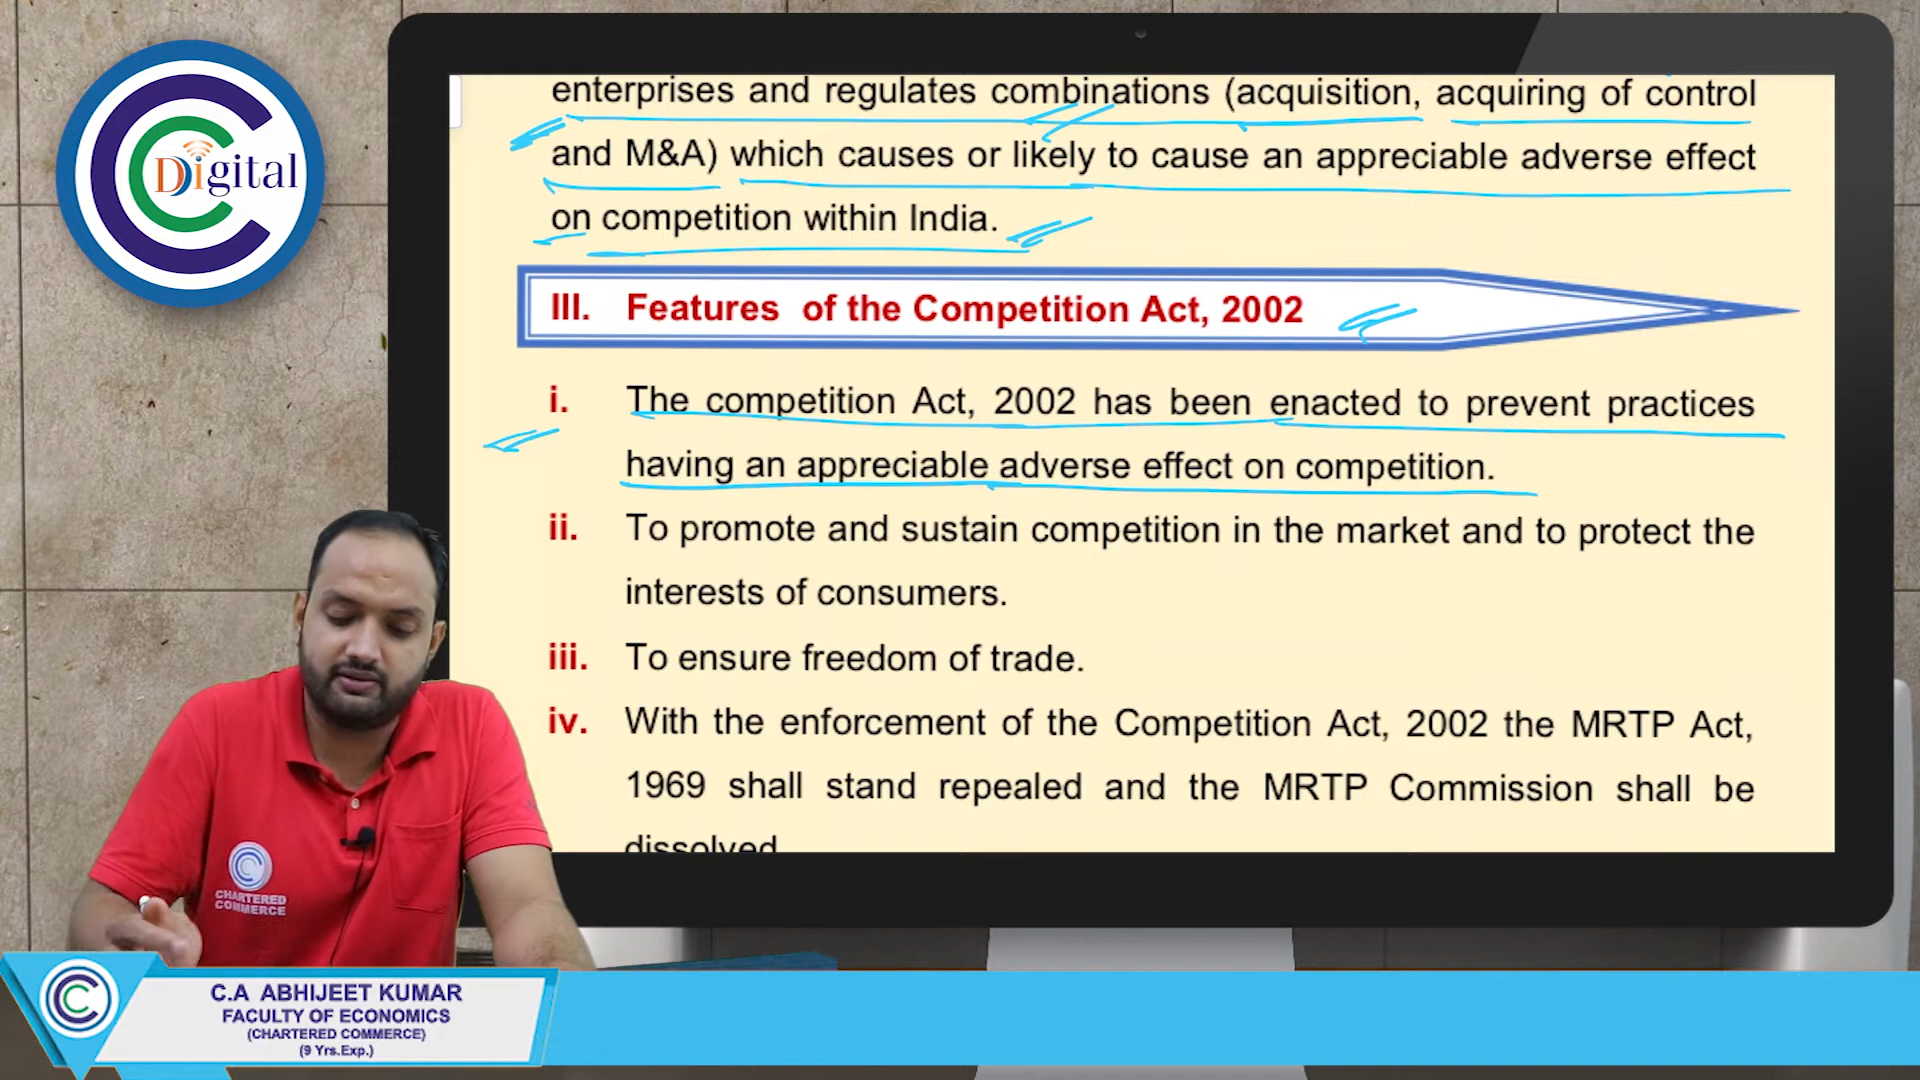 Digital
enterprises and regulates combinations (acquisition, acquiring of control
and M&A) which causes or likely to cause an appreciable adverse effect
on competition within India.
III. Features of the Competition Act, 2002
i. The competition Act, 2002 has been enacted to prevent practices
having an appreciable adverse effect on competition.
ii. To promote and sustain competition in the market and to protect the
interests of consumers.
iii. To ensure freedom of trade.
iv. With the enforcement of the Competition Act, 2002 the MRTP Act,
1969 shall stand repealed and the MRTP Commission shall be
dissolved
CHARTERED
COMMERCE
C.A ABHIJEET KUMAR
FACULTY OF ECONOMICS
(CHARTERED COMMERCE)
(9 Yrs.Exp.)